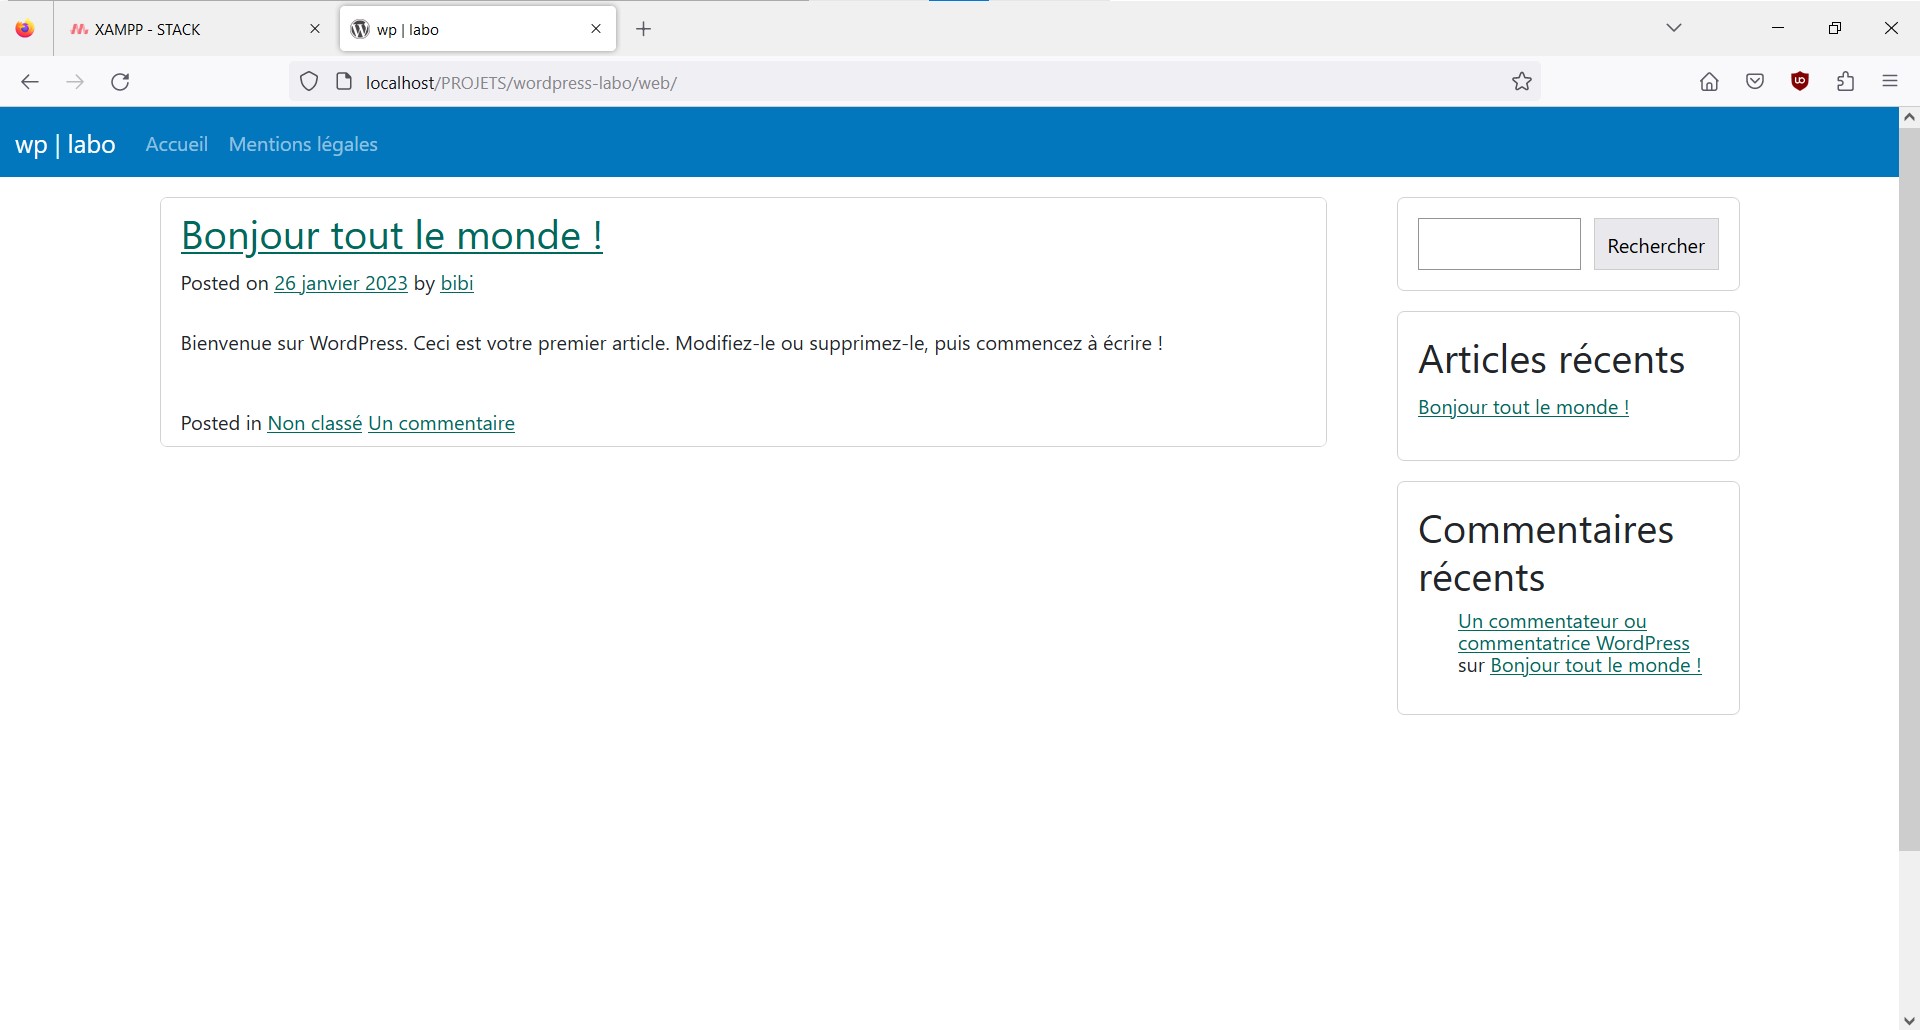 XAMPP - STACK
wp | labo
localhost/PROJETS/wordpress-labo/web/
wp | labo
Accueil
Mentions légales
Bonjour tout le monde !
Posted on 26 janvier 2023 by bibi
Bienvenue sur WordPress. Ceci est votre premier article. Modifiez-le ou supprimez-le, puis commencez à écrire !
Posted in Non classé Un commentaire
Rechercher
Articles récents
Bonjour tout le monde !
Commentaires
récents
Un commentateur ou
commentatrice WordPress
sur Bonjour tout le monde !